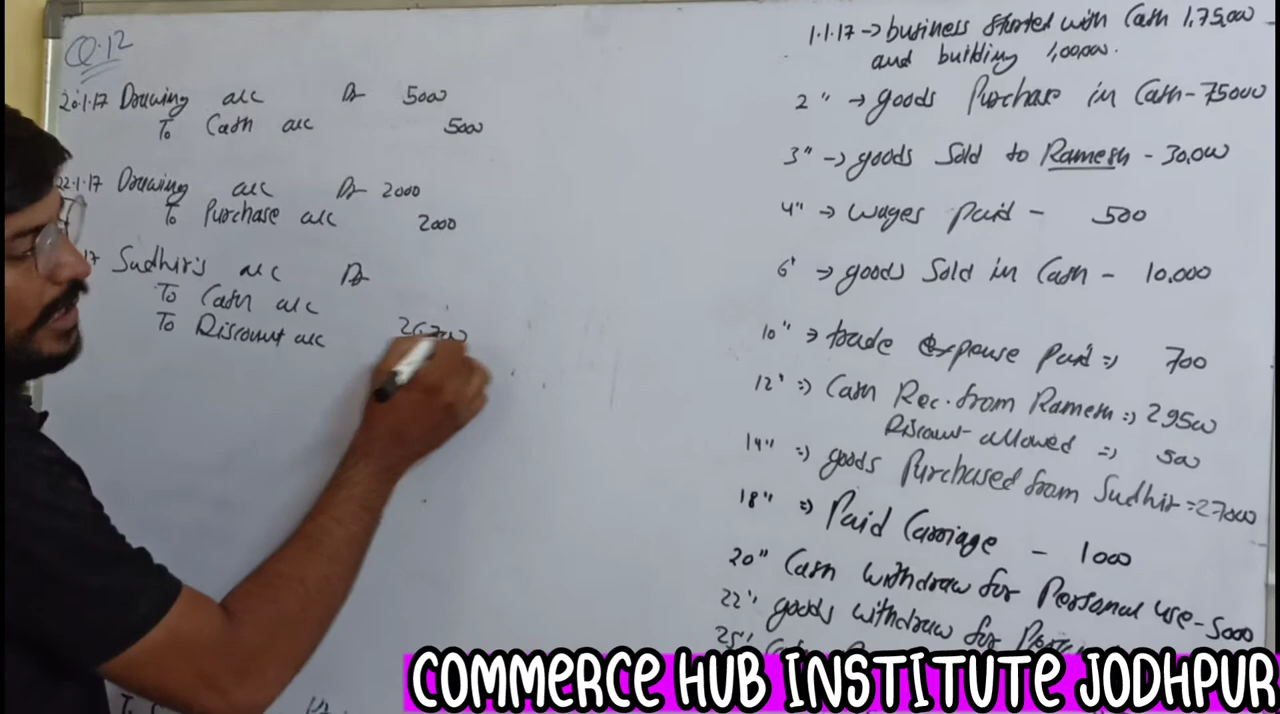 Q.12
20.1.17 Drawing a/c Dr 5000
To Cash a/c 5000
22.1.17 Drawing a/c Dr 2000
To Purchase a/c 2000
17 Sudhir's a/c Dr
To Cash a/c
To Discount a/c
1.1.17 → business started with Cash 1,75,000
and building 1,00,000.
2" → goods Purchase in Cash - 75000
3" → goods Sold to Ramesh - 30,000
4" → wages paid - 500
6' → goods Sold in Cash - 10,000
10" → trade expense paid => 700
12' => Cash Rec. from Ramesh => 29500
Discount allowed => 500
14" => goods Purchased from Sudhir = 27000
18" => Paid Carriage - 1000
20" Cash withdraw for Personal use - 5000
22" goods withdraw for
25'
COMMERCE HUB INSTITUTE JODHPUR